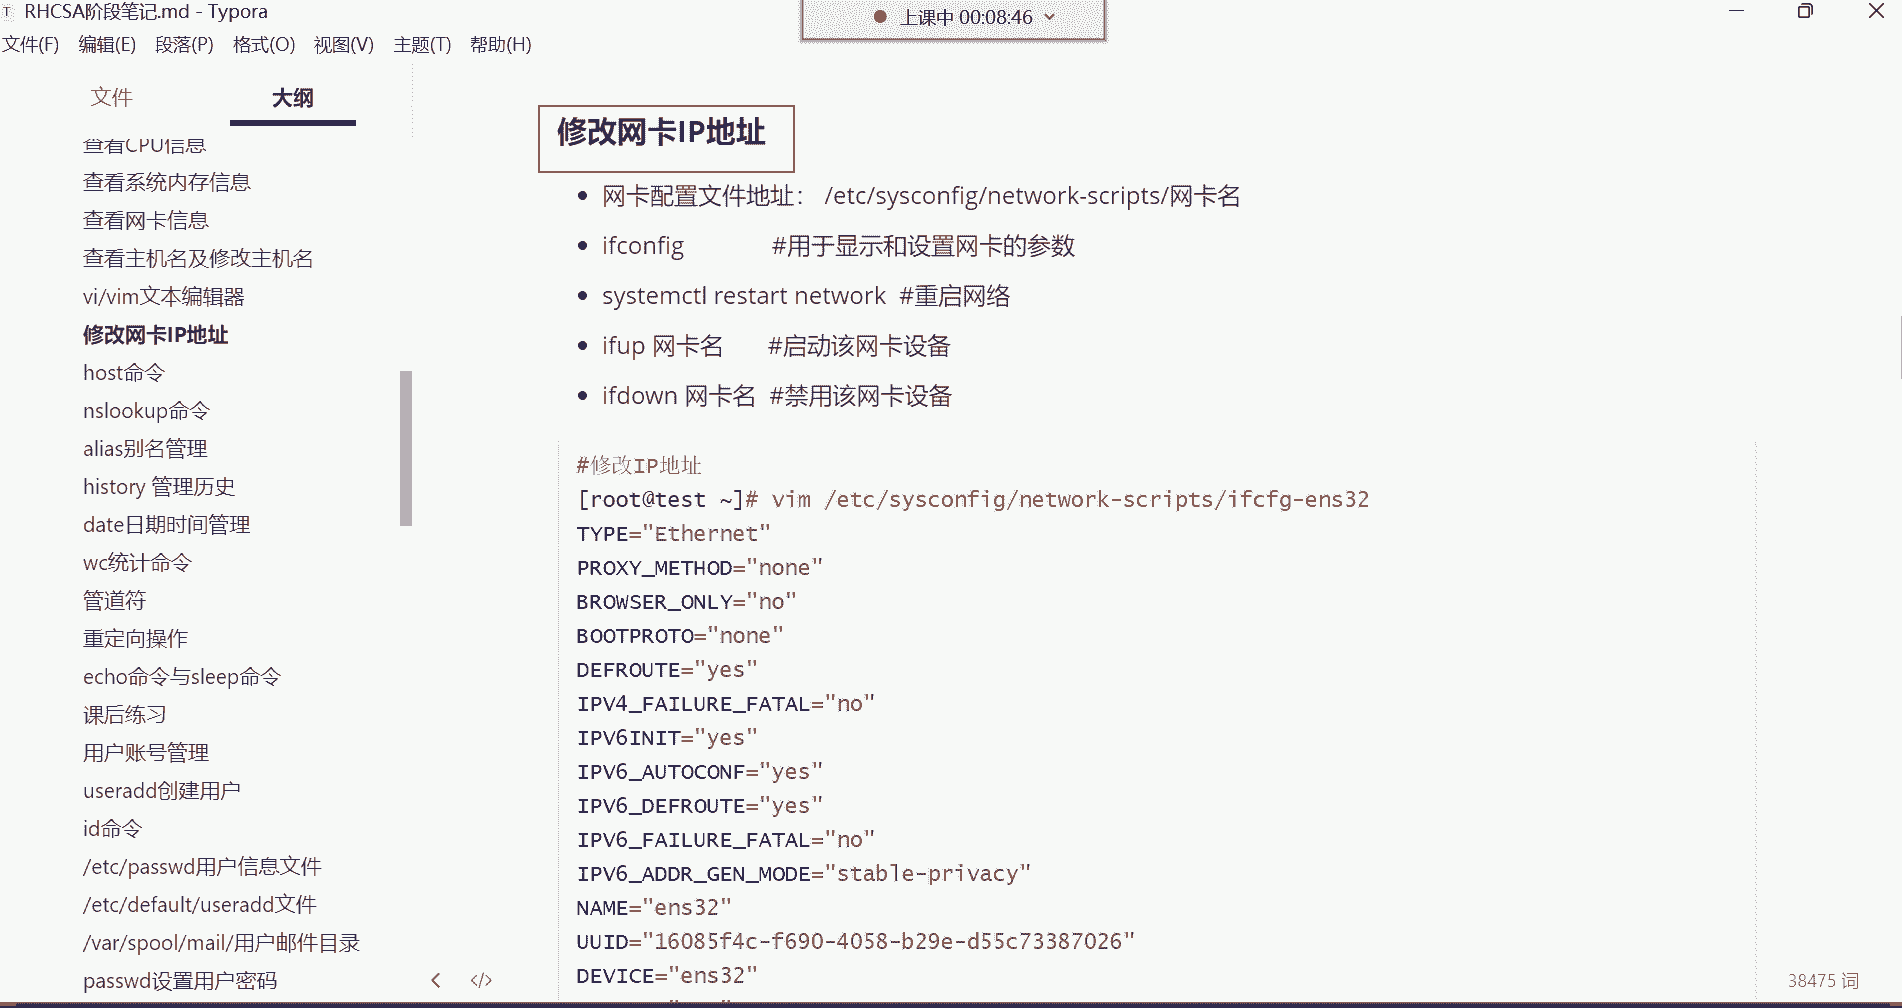 RHCSA阶段笔记.md - Typora
上课中 00:08:46
文件(F) 编辑(E) 段落(P) 格式(O) 视图(V) 主题(T) 帮助(H)
文件 大纲
查看CPU信息
查看系统内存信息
查看网卡信息
查看主机名及修改主机名
vi/vim文本编辑器
修改网卡IP地址
host命令
nslookup命令
alias别名管理
history 管理历史
date日期时间管理
wc统计命令
管道符
重定向操作
echo命令与sleep命令
课后练习
用户账号管理
useradd创建用户
id命令
/etc/passwd用户信息文件
/etc/default/useradd文件
/var/spool/mail/用户邮件目录
passwd设置用户密码
修改网卡IP地址
网卡配置文件地址： /etc/sysconfig/network-scripts/网卡名
ifconfig #用于显示和设置网卡的参数
systemctl restart network #重启网络
ifup 网卡名 #启动该网卡设备
ifdown 网卡名 #禁用该网卡设备
#修改IP地址
[root@test ~]# vim /etc/sysconfig/network-scripts/ifcfg-ens32
TYPE="Ethernet"
PROXY_METHOD="none"
BROWSER_ONLY="no"
BOOTPROTO="none"
DEFROUTE="yes"
IPV4_FAILURE_FATAL="no"
IPV6INIT="yes"
IPV6_AUTOCONF="yes"
IPV6_DEFROUTE="yes"
IPV6_FAILURE_FATAL="no"
IPV6_ADDR_GEN_MODE="stable-privacy"
NAME="ens32"
UUID="16085f4c-f690-4058-b29e-d55c73387026"
DEVICE="ens32"
38475 词